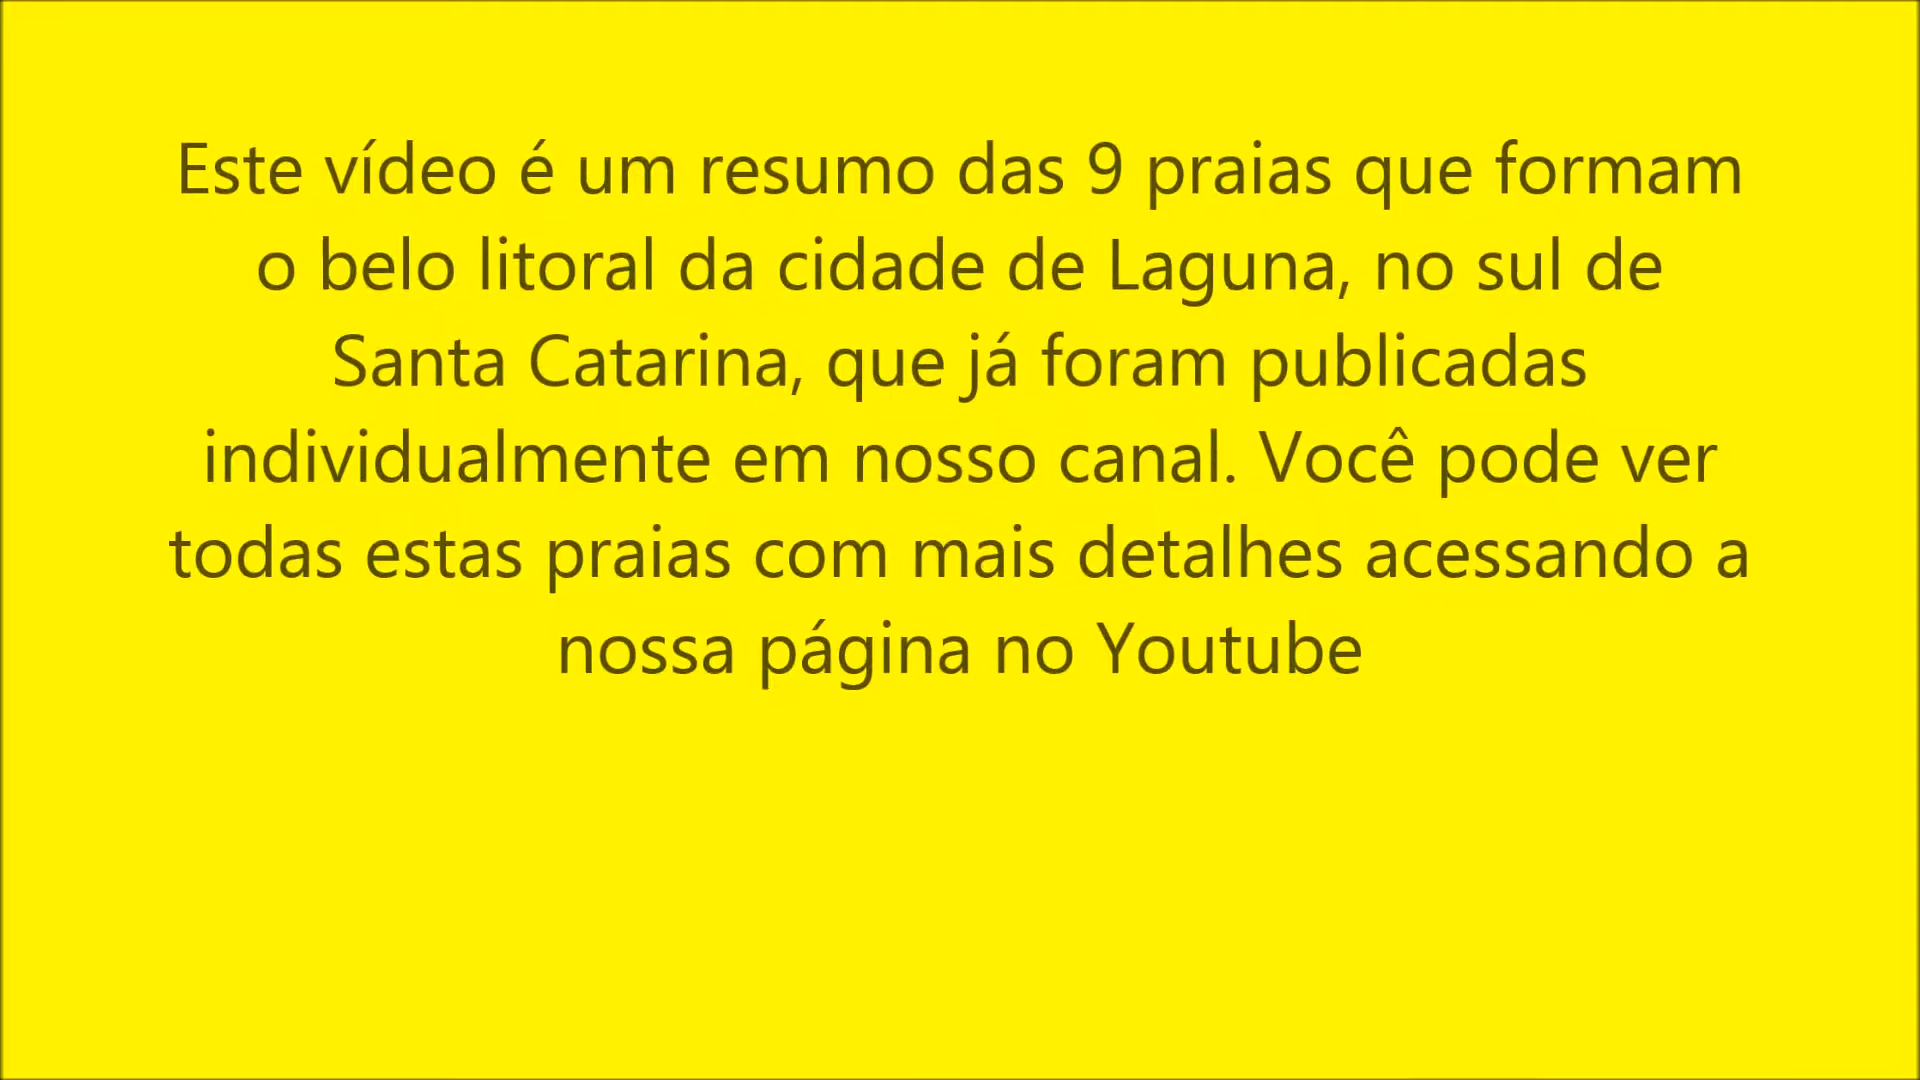 Este vídeo é um resumo das 9 praias que formam
o belo litoral da cidade de Laguna, no sul de
Santa Catarina, que já foram publicadas
individualmente em nosso canal. Você pode ver
todas estas praias com mais detalhes acessando a
nossa página no Youtube